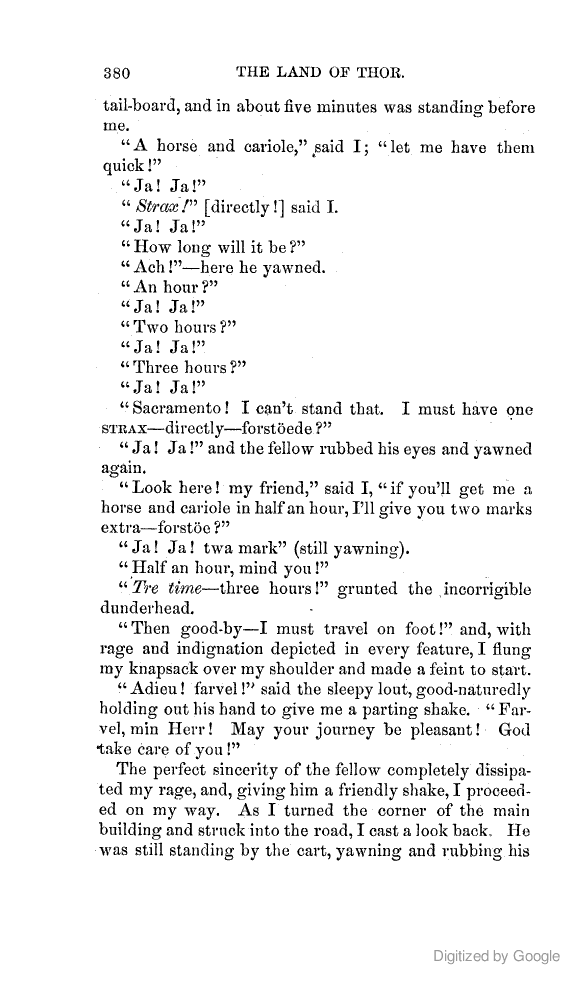 380 THE LAND OF THOR.
tail-board, and in about five minutes was standing before
me.
“A horse and cariole,” said I; “let me have them
quick!”
“Ja! Ja!”
“Strax!” [directly!] said I.
“Ja! Ja!”
“How long will it be?”
“Ach!”—here he yawned.
“An hour?”
“Ja! Ja!”
“Two hours?”
“Ja! Ja!”
“Three hours?”
“Ja! Ja!”
“Sacramento! I can’t stand that. I must have one
STRAX—directly—forstöede?”
“Ja! Ja!” and the fellow rubbed his eyes and yawned
again.
“Look here! my friend,” said I, “if you’ll get me a
horse and cariole in half an hour, I’ll give you two marks
extra—forstöe?”
“Ja! Ja! twa mark” (still yawning).
“Half an hour, mind you!”
“Tre time—three hours!” grunted the incorrigible
dunderhead.
“Then good-by—I must travel on foot!” and, with
rage and indignation depicted in every feature, I flung
my knapsack over my shoulder and made a feint to start.
“Adieu! farvel!” said the sleepy lout, good-naturedly
holding out his hand to give me a parting shake. “Far-
vel, min Herr! May your journey be pleasant! God
take care of you!”
The perfect sincerity of the fellow completely dissipa-
ted my rage, and, giving him a friendly shake, I proceed-
ed on my way. As I turned the corner of the main
building and struck into the road, I cast a look back. He
was still standing by the cart, yawning and rubbing his
Digitized by Google